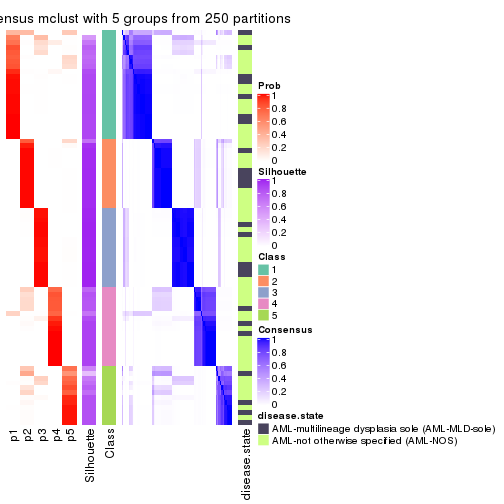 ensus mclust with 5 groups from 250 partitions
Prob
1
0.8
0.6
0.4
0.2
0
Silhouette
1
0.8
0.6
0.4
0.2
0
Class
1
2
3
4
5
Consensus
1
0.8
0.6
0.4
0.2
0
disease.state
AML-multilineage dysplasia sole (AML-MLD-sole)
AML-not otherwise specified (AML-NOS)
p1
p2
p3
p4
p5
Silhouette
Class
disease.state